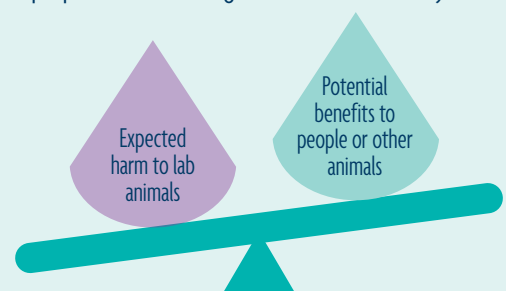 Expected
harm to lab
animals
Potential
benefits to
people or other
animals